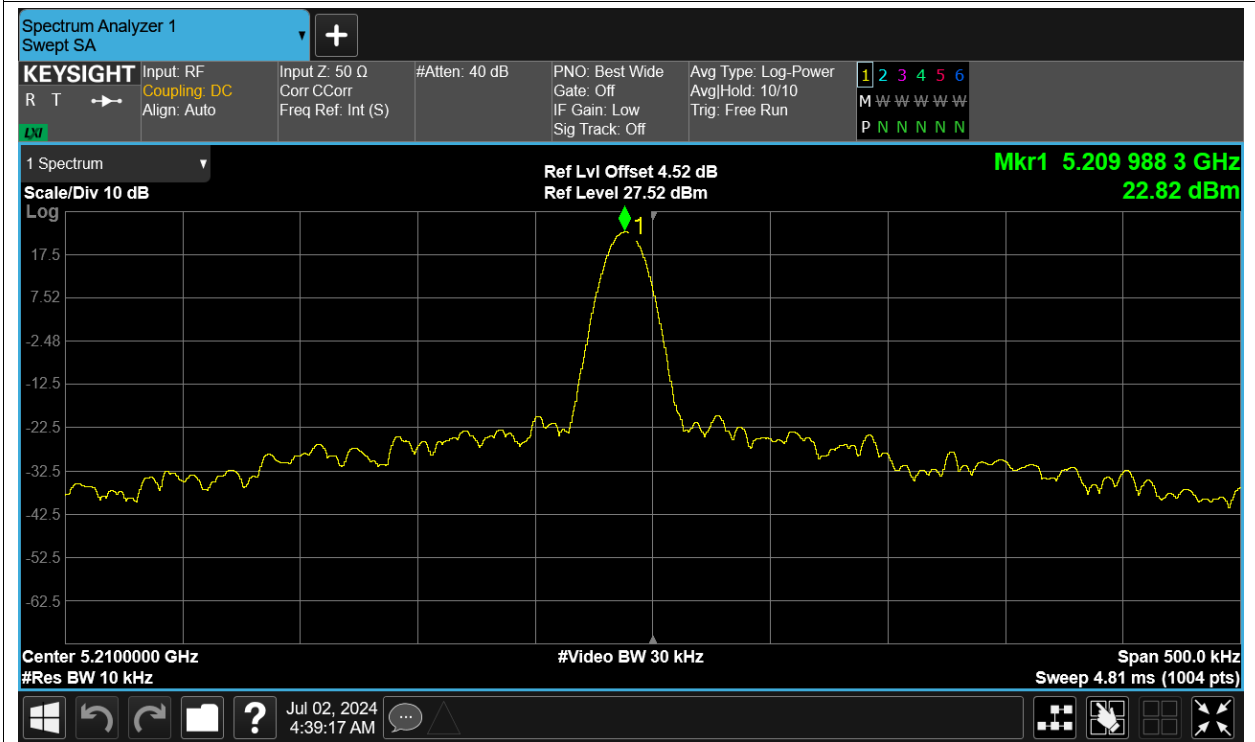 Spectrum Analyzer 1
Swept SA
+
KEYSIGHT
R T
LXI
Input: RF
Coupling: DC
Align: Auto
Input Z: 50 Ω
Corr CCorr
Freq Ref: Int (S)
#Atten: 40 dB
PNO: Best Wide
Gate: Off
IF Gain: Low
Sig Track: Off
Avg Type: Log-Power
Avg|Hold: 10/10
Trig: Free Run
1 2 3 4 5 6
M W W W W W
P N N N N N
1 Spectrum
Scale/Div 10 dB
Log
Ref Lvl Offset 4.52 dB
Ref Level 27.52 dBm
Mkr1 5.209 988 3 GHz
22.82 dBm
1
17.5
7.52
-2.48
-12.5
-22.5
-32.5
-42.5
-52.5
-62.5
Center 5.2100000 GHz
#Res BW 10 kHz
#Video BW 30 kHz
Span 500.0 kHz
Sweep 4.81 ms (1004 pts)
?
Jul 02, 2024
4:39:17 AM